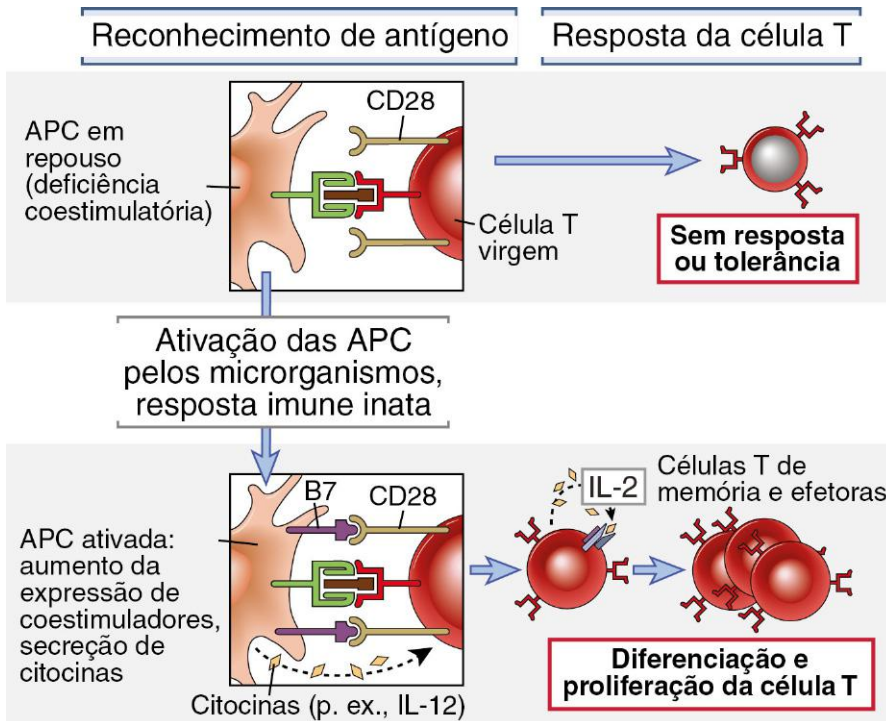 Reconhecimento de antígeno
Resposta da célula T
APC em
repouso
(deficiência
coestimulatória)
CD28
Célula T
virgem
Sem resposta
ou tolerância
Ativação das APC
pelos microrganismos,
resposta imune inata
APC ativada:
aumento da
expressão de
coestimuladores,
secreção de
citocinas
B7
CD28
Citocinas (p. ex., IL-12)
IL-2
Células T de
memória e efetoras
Diferenciação e
proliferação da célula T